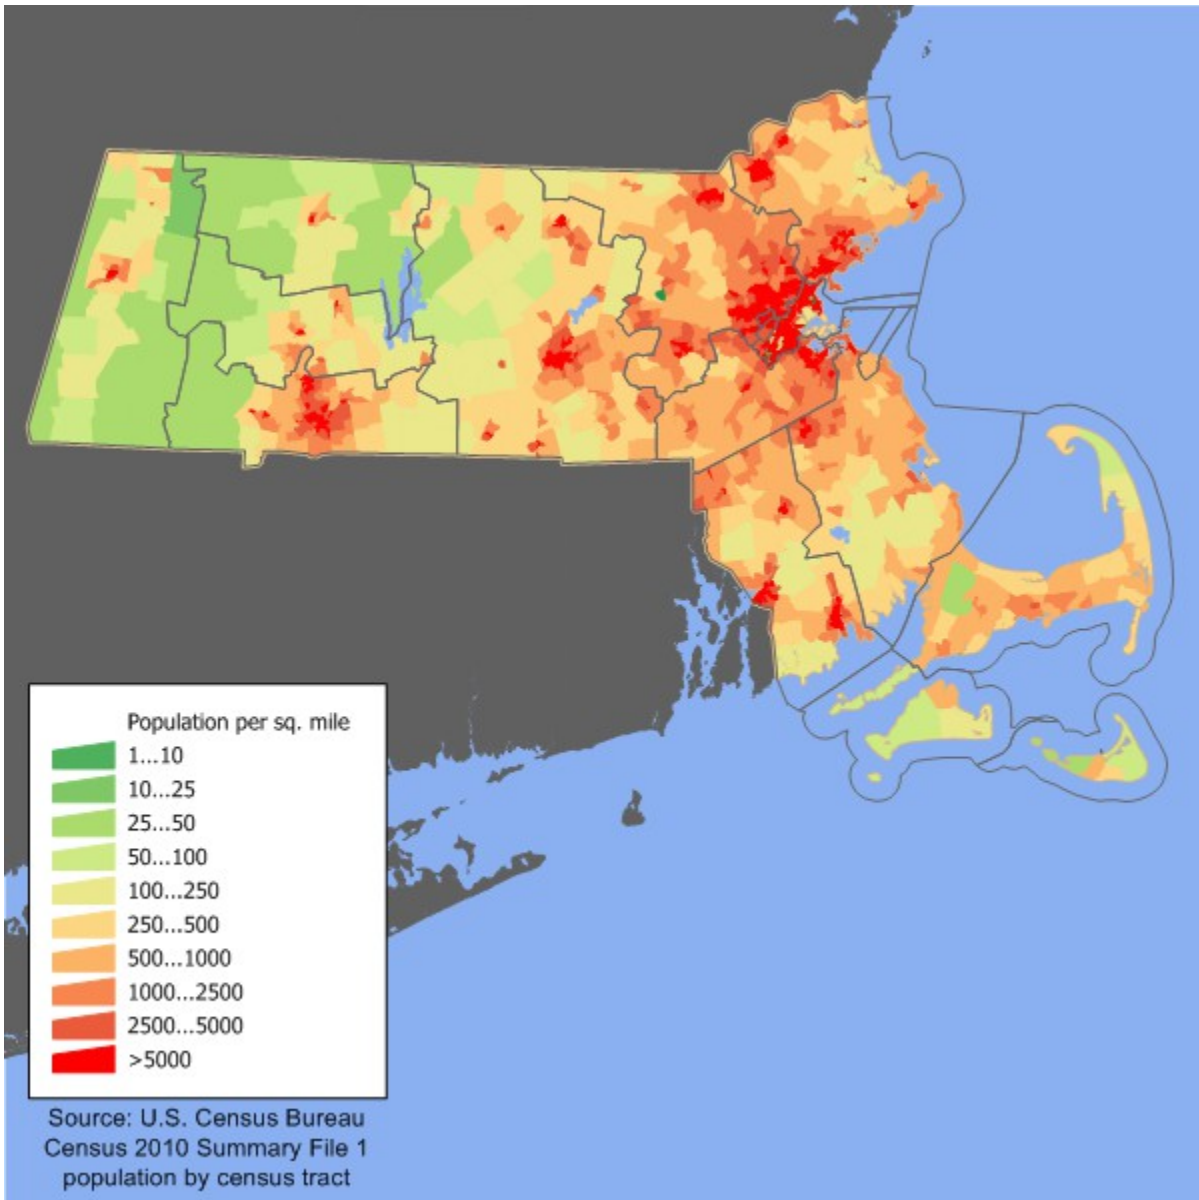 Population per sq. mile
1...10
10...25
25...50
50...100
100...250
250...500
500...1000
1000...2500
2500...5000
>5000
Source: U.S. Census Bureau
Census 2010 Summary File 1
population by census tract